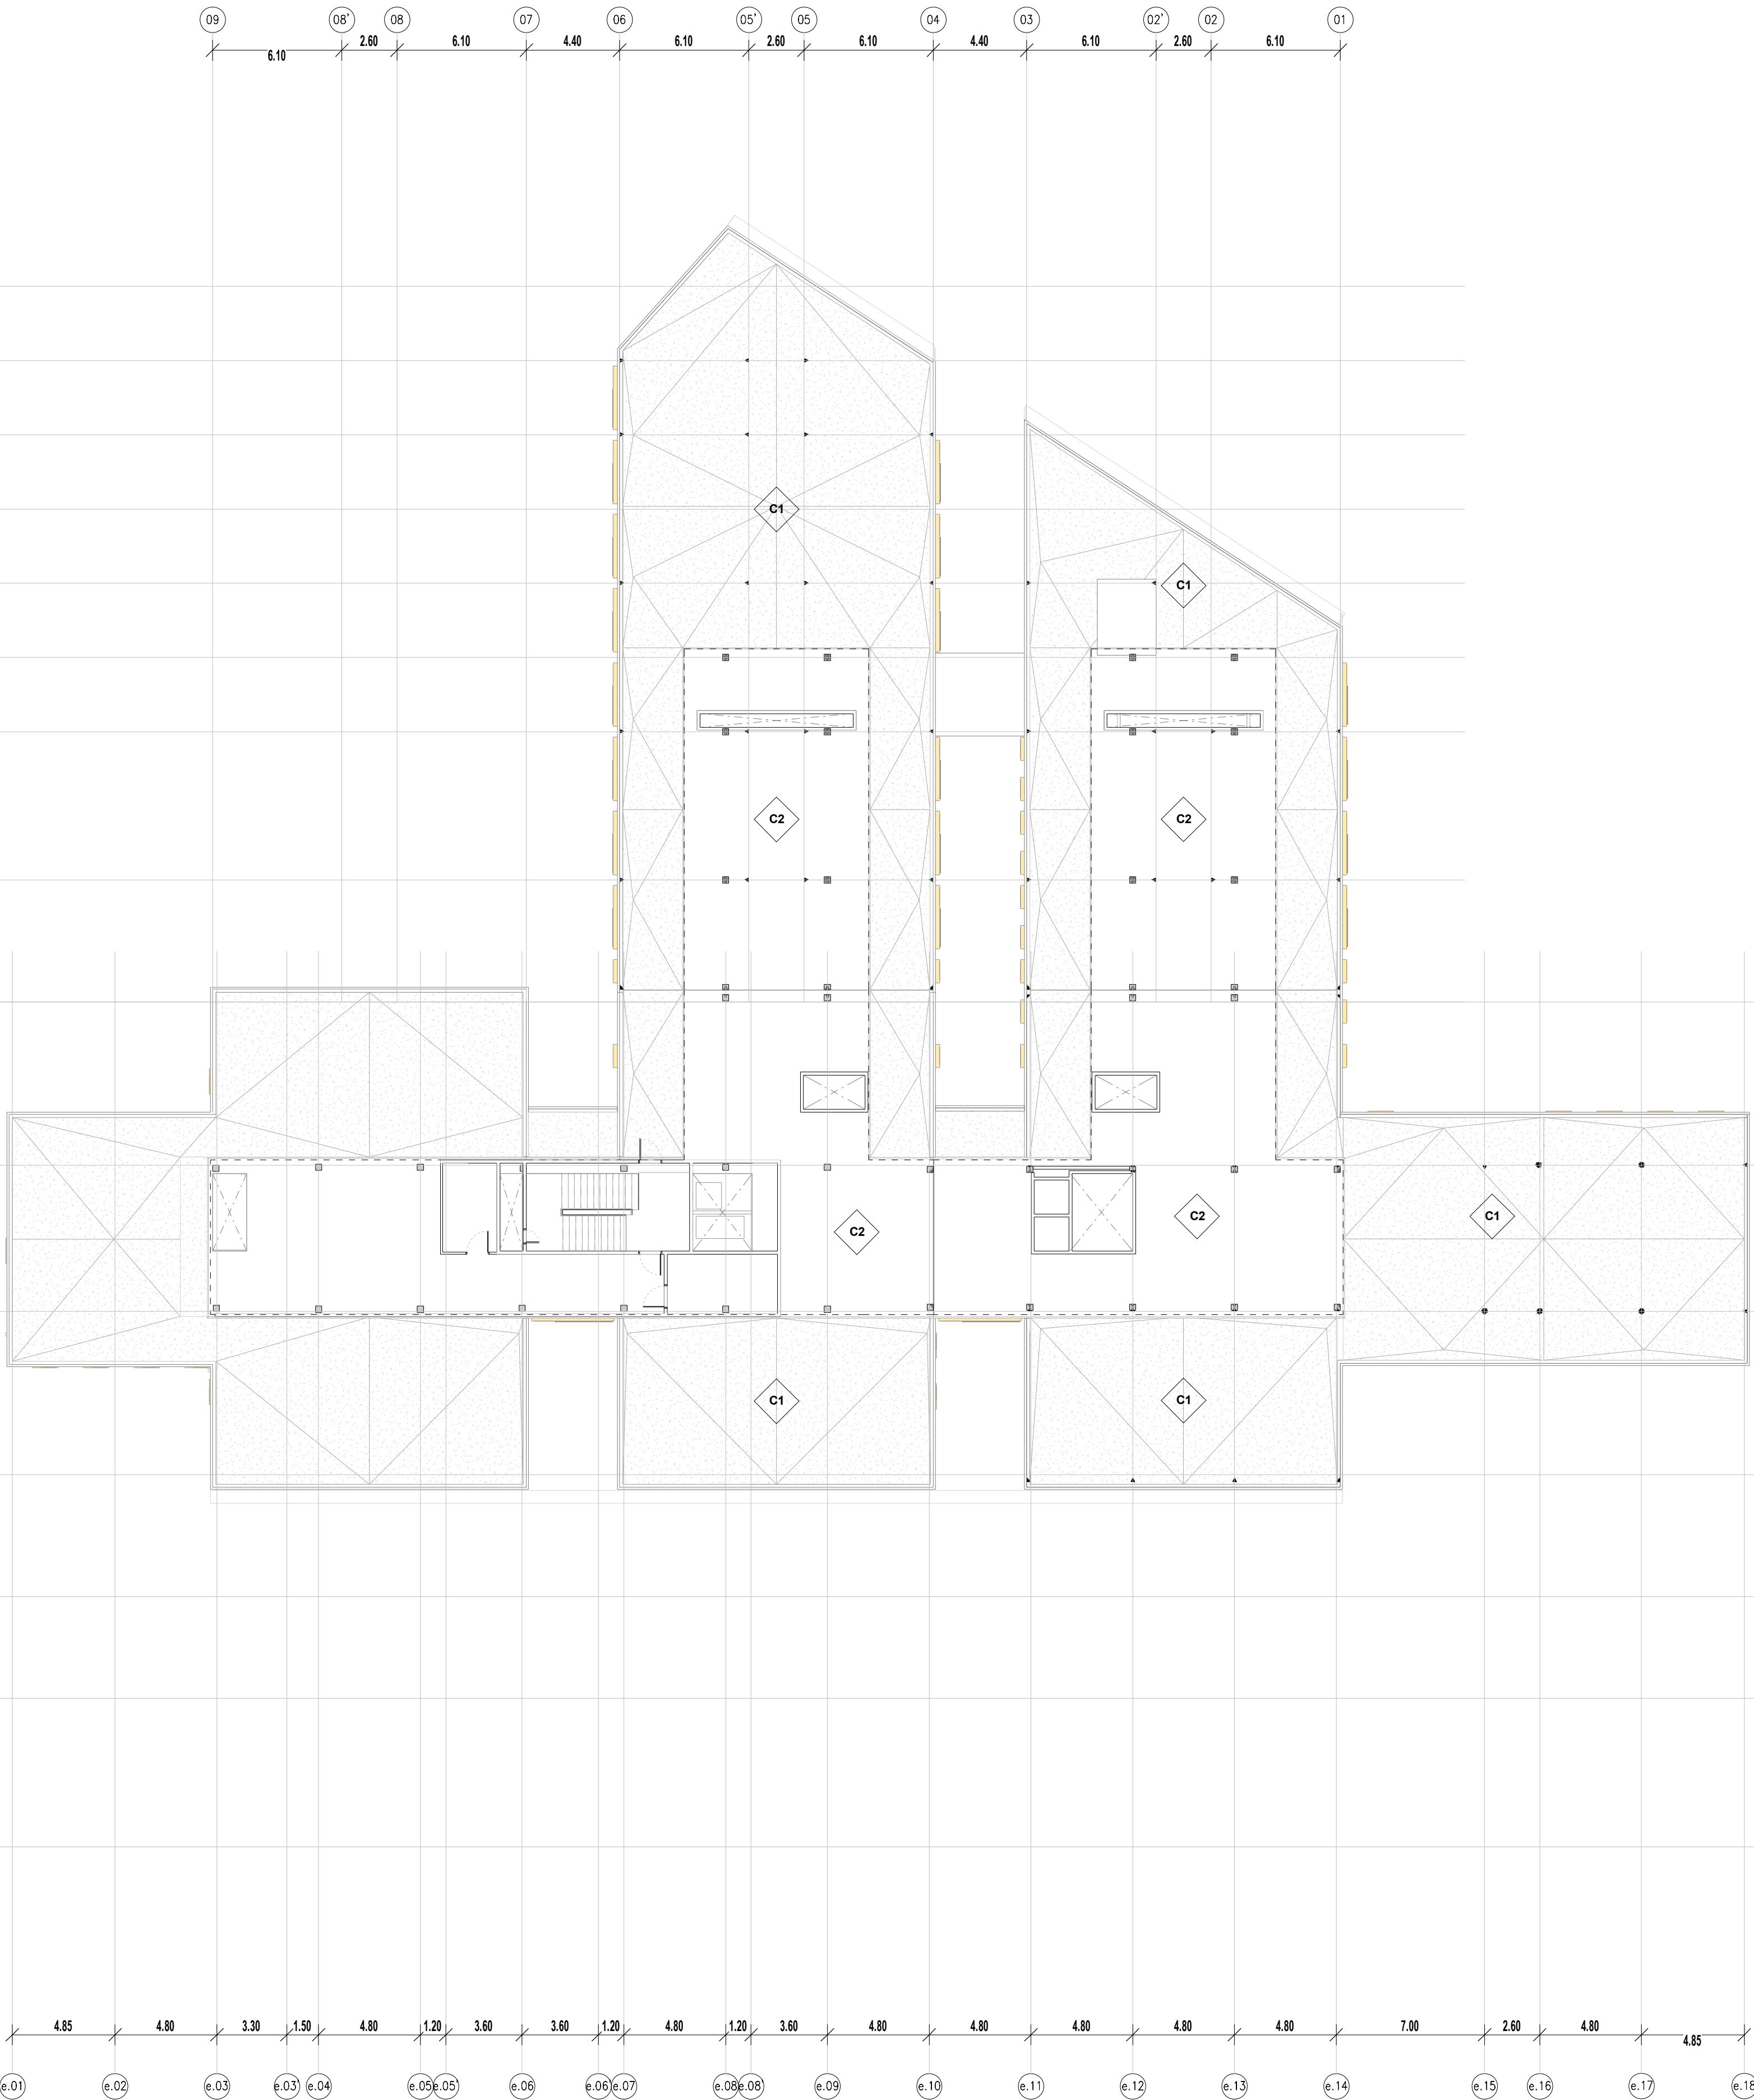 09 08' 08 07 06 05' 05 04 03 02' 02 01
6.10 2.60 6.10 4.40 6.10 2.60 6.10 4.40 6.10 2.60 6.10
C1
C1
C2 C2
C2 C2 C1
C1 C1
4.85 4.80 3.30 1.50 4.80 1.20 3.60 3.60 1.20 4.80 1.20 3.60 4.80 4.80 4.80 4.80 4.80 7.00 2.60 4.80 4.85
e.01 e.02 e.03 e.03' e.04 e.05 e.05' e.06 e.06' e.07 e.08 e.08' e.09 e.10 e.11 e.12 e.13 e.14 e.15 e.16 e.17 e.18